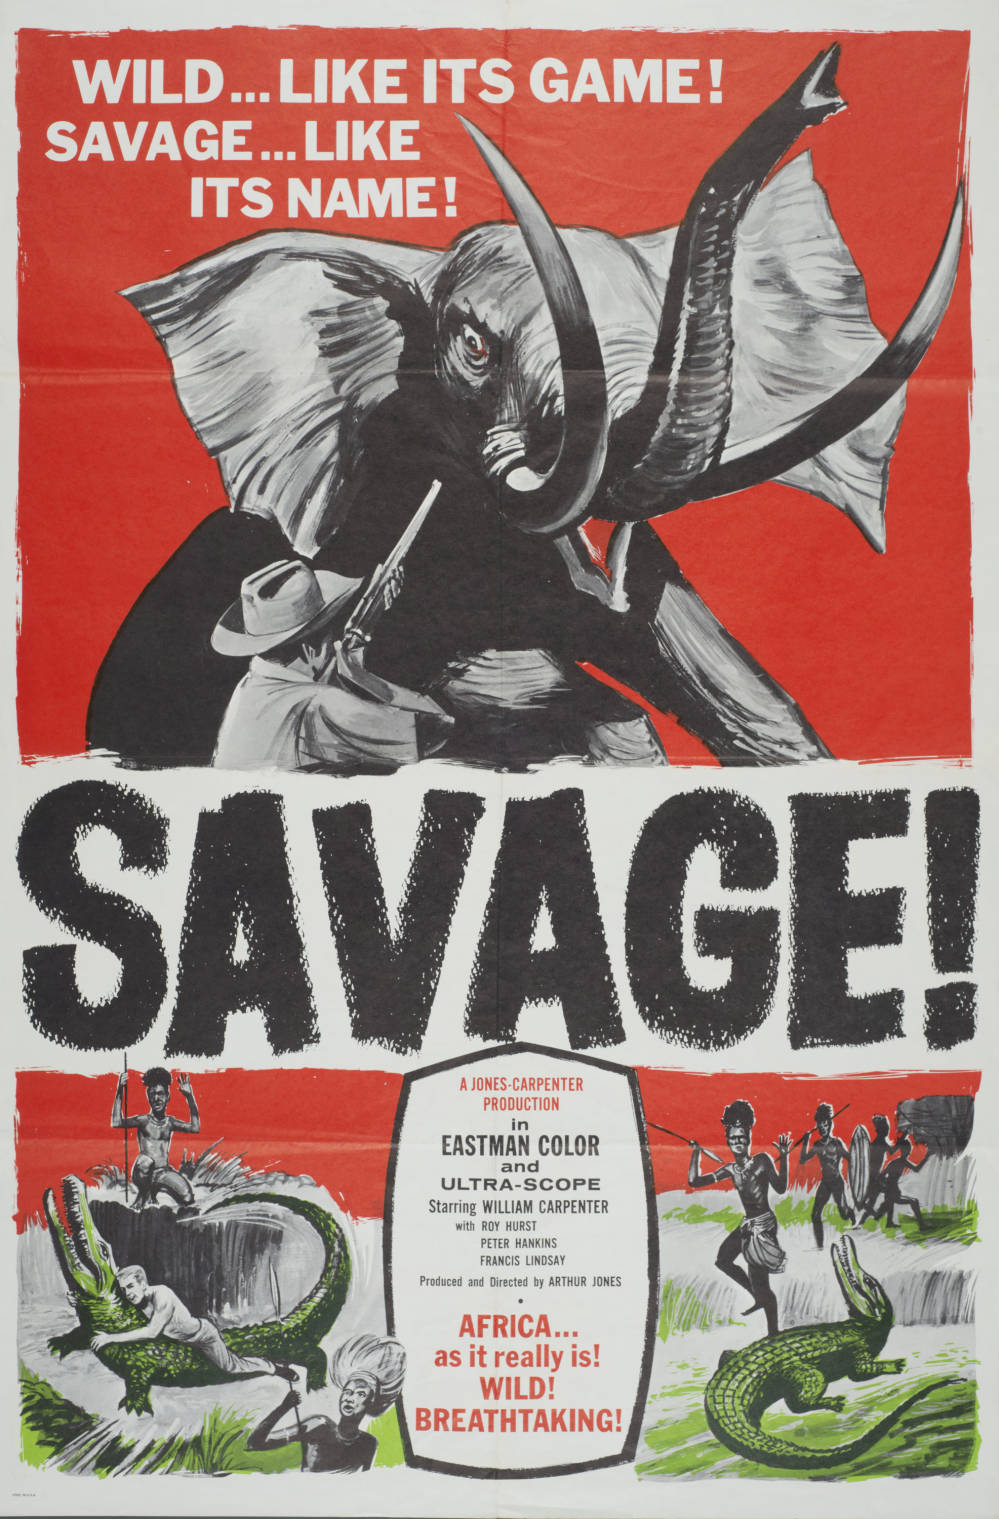 WILD... LIKE ITS GAME!
SAVAGE... LIKE
ITS NAME!
SAVAGE!
A JONES-CARPENTER
PRODUCTION
in
EASTMAN COLOR
and
ULTRA-SCOPE
Starring WILLIAM CARPENTER
with ROY HURST
PETER HANKINS
FRANCIS LINDSAY
Produced and Directed by ARTHUR JONES
•
AFRICA...
as it really is!
WILD!
BREATHTAKING!